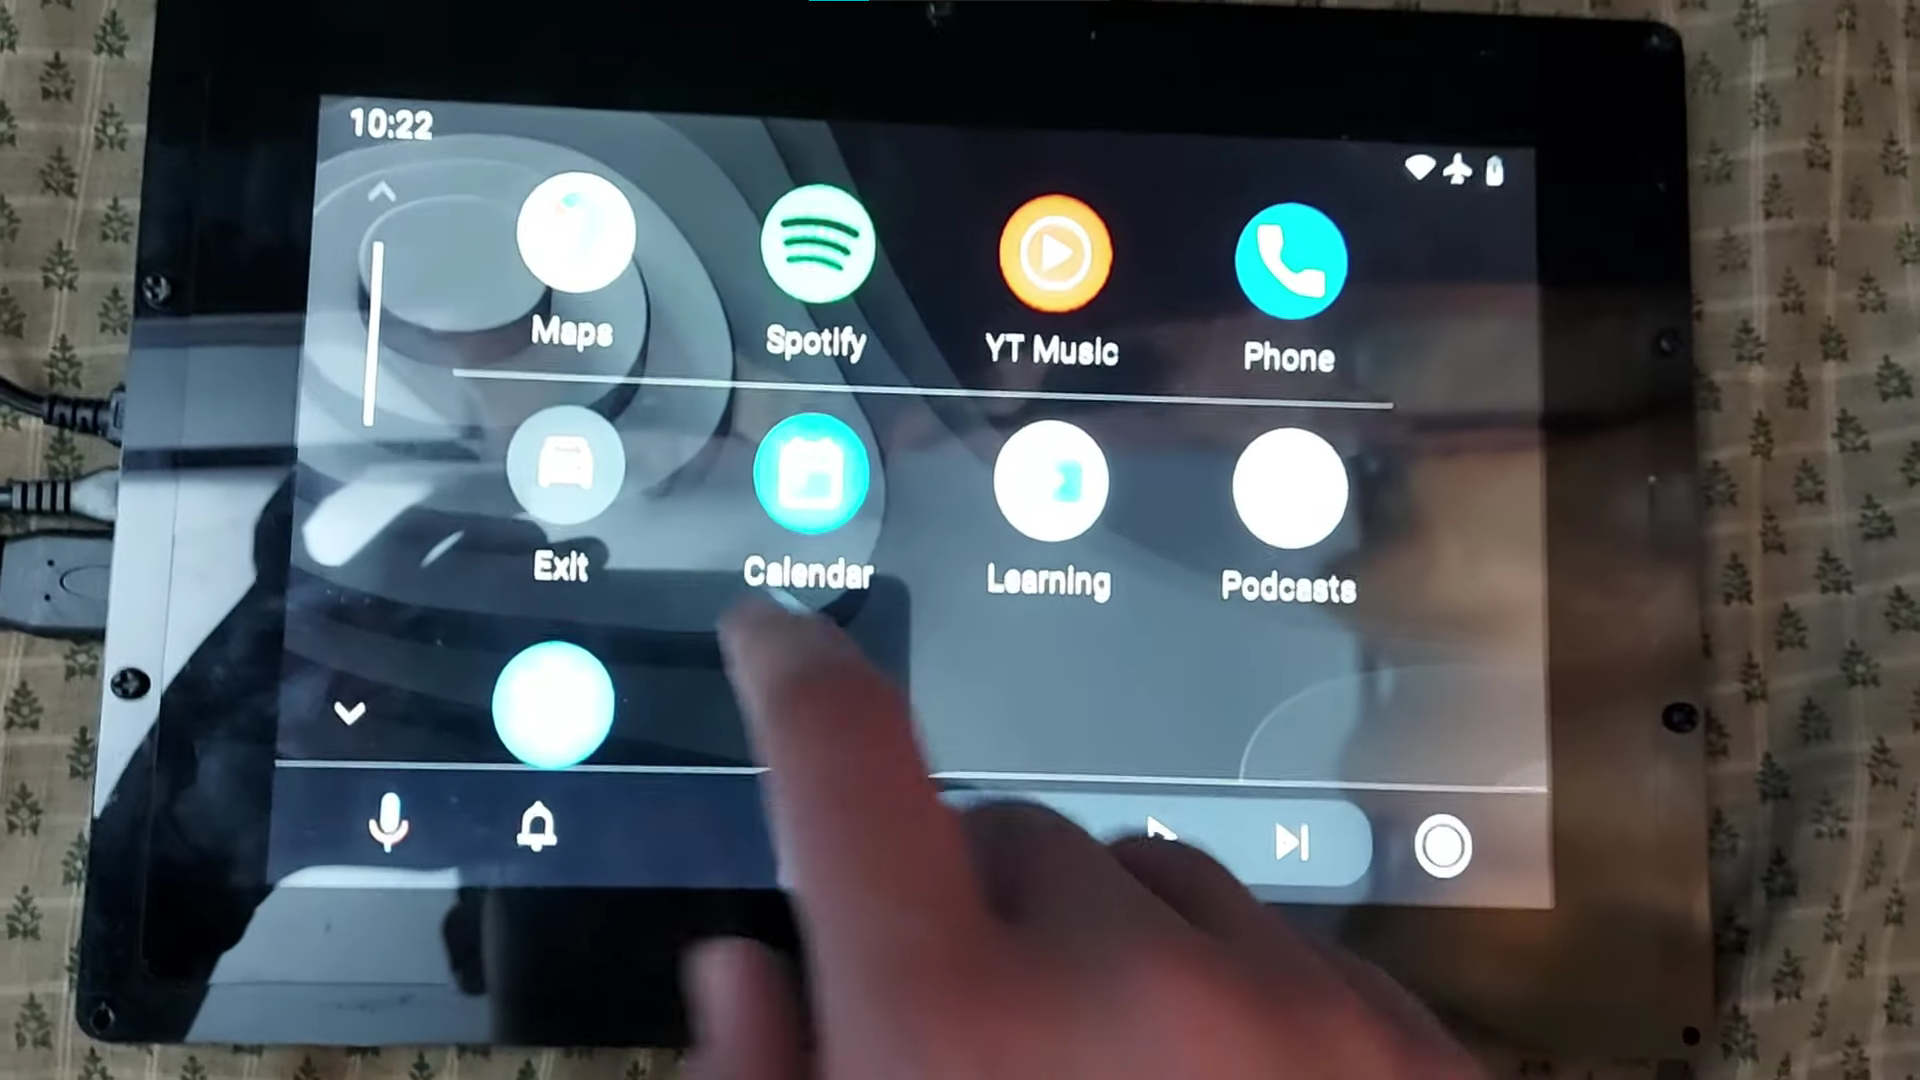 10:22
Maps
Spotify
YT Music
Phone
Exit
Calendar
Learning
Podcasts